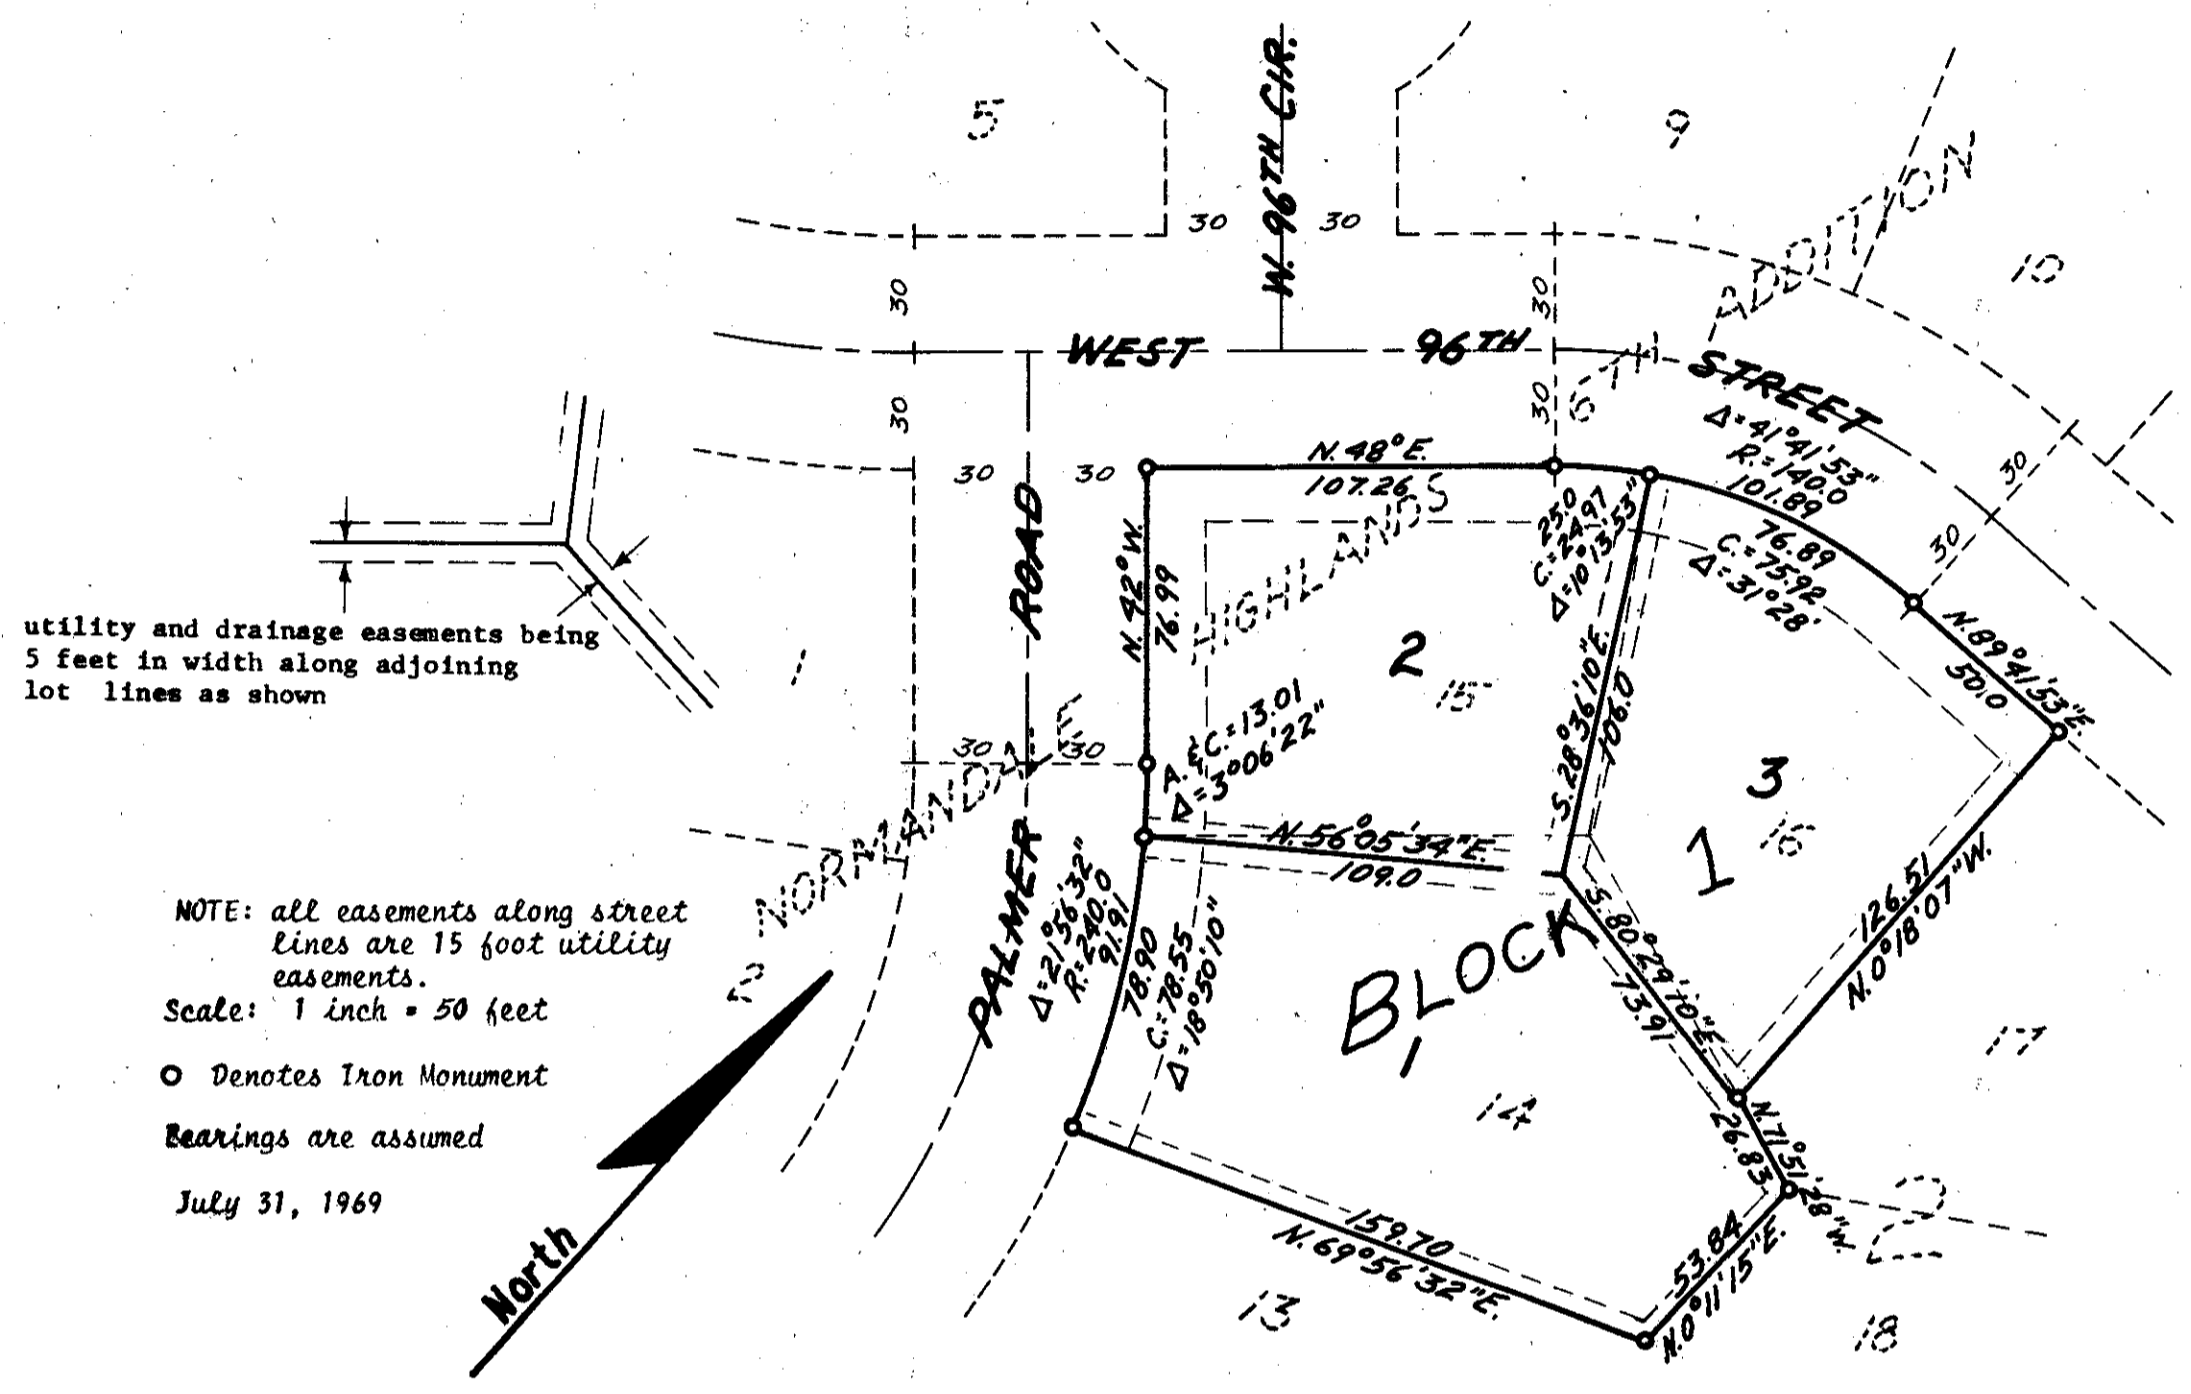 5
9
W. 96TH CIR.
30
30
ADDITION
10
30
30
WEST 96TH STREET
30
30
6TH
30
30
30
30
N. 48° E.
107.26
Δ=41°41'53"
R.=140.0
101.89
76.89
C.=75.92
Δ=31°28'
25.0
C.=24.97
Δ=10°13'53"
N. 89°41'53"E.
50.0
N. 42° W.
76.99
HIGHLANDS
2
15
S. 28°36'10"E.
106.0
PALMER ROAD
utility and drainage easements being
5 feet in width along adjoining
lot lines as shown
1
30
30
A. & C.=13.01
Δ=3°06'22"
3
16
1
NORTHANDALE
N. 56°05'34"E.
109.0
Δ=21°56'32"
R.=240.0
91.91
78.90
C.=78.55
Δ=18°50'10"
2
BLOCK
1
S. 80°29'10"E.
73.91
126.51
N. 0°18'07"W.
17
14
NOTE: all easements along street
lines are 15 foot utility
easements.
Scale: 1 inch = 50 feet
O Denotes Iron Monument
Bearings are assumed
July 31, 1969
North
N. 71°51'28"W.
26.83
2
159.70
N. 69°56'32"E.
53.84
N. 0°11'15"E.
13
18